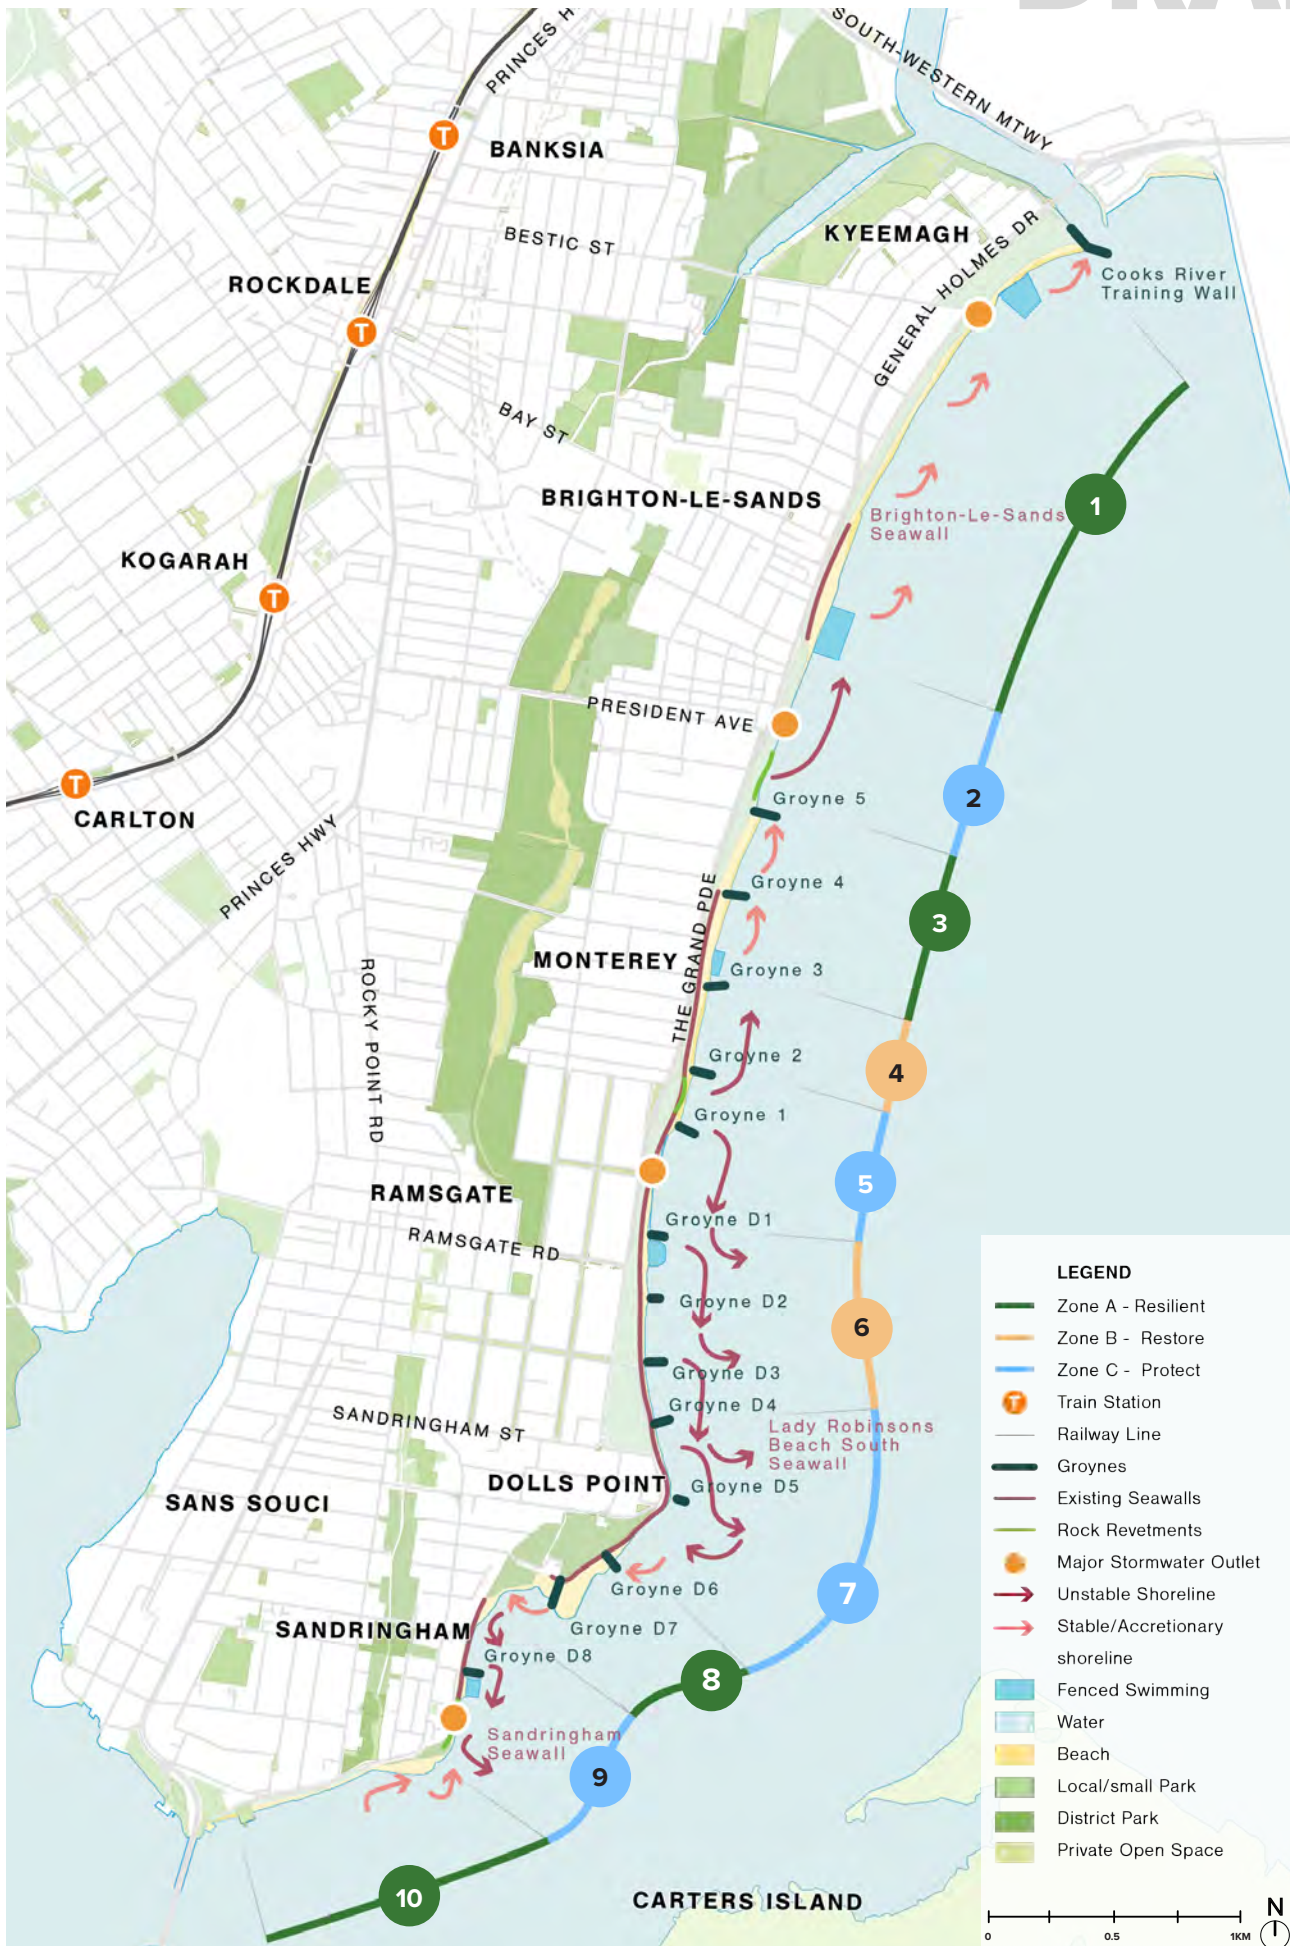 PRINCES H
SOUTH-WESTERN MTWY
T
BANKSIA
BESTIC ST
KYEEMAGH
GENERAL HOLMES DR
Cooks River
Training Wall
ROCKDALE
T
BAY ST
BRIGHTON-LE-SANDS
Brighton-Le-Sands
Seawall
1
KOGARAH
T
PRESIDENT AVE
T
CARLTON
PRINCES HWY
Groyne 5
2
Groyne 4
THE GRAND PDE
3
MONTEREY
Groyne 3
ROCKY POINT RD
Groyne 2
4
Groyne 1
5
RAMSGATE
RAMSGATE RD
Groyne D1
Groyne D2
6
Groyne D3
Groyne D4
SANDRINGHAM ST
Lady Robinsons
Beach South
Seawall
DOLLS POINT
Groyne D5
SANS SOUCI
Groyne D6
7
SANDRINGHAM
Groyne D7
Groyne D8
8
Sandringham
Seawall
9
10
CARTERS ISLAND
LEGEND
Zone A - Resilient
Zone B - Restore
Zone C - Protect
T Train Station
Railway Line
Groynes
Existing Seawalls
Rock Revetments
Major Stormwater Outlet
Unstable Shoreline
Stable/Accretionary
shoreline
Fenced Swimming
Water
Beach
Local/small Park
District Park
Private Open Space
0 0.5 1KM
N